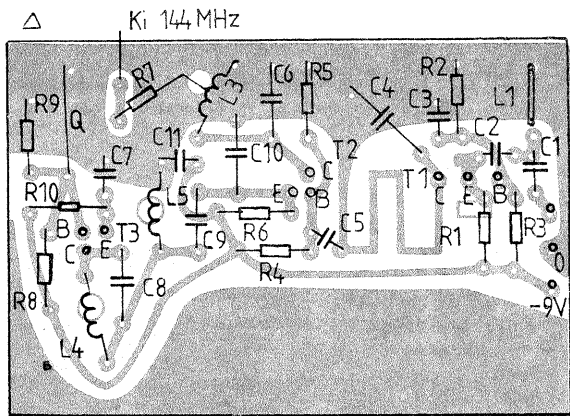 △ Ki 144 MHz
R7 L3 C6 R5 C4 R2 L1
R9 Q C3
C11 C10 T2 C2 C1
C7 C T1
R10 L5 E B C E B
B T3 C9 R6 C5 R1 R3
C E R4 0
R8 C8 -9V
L4